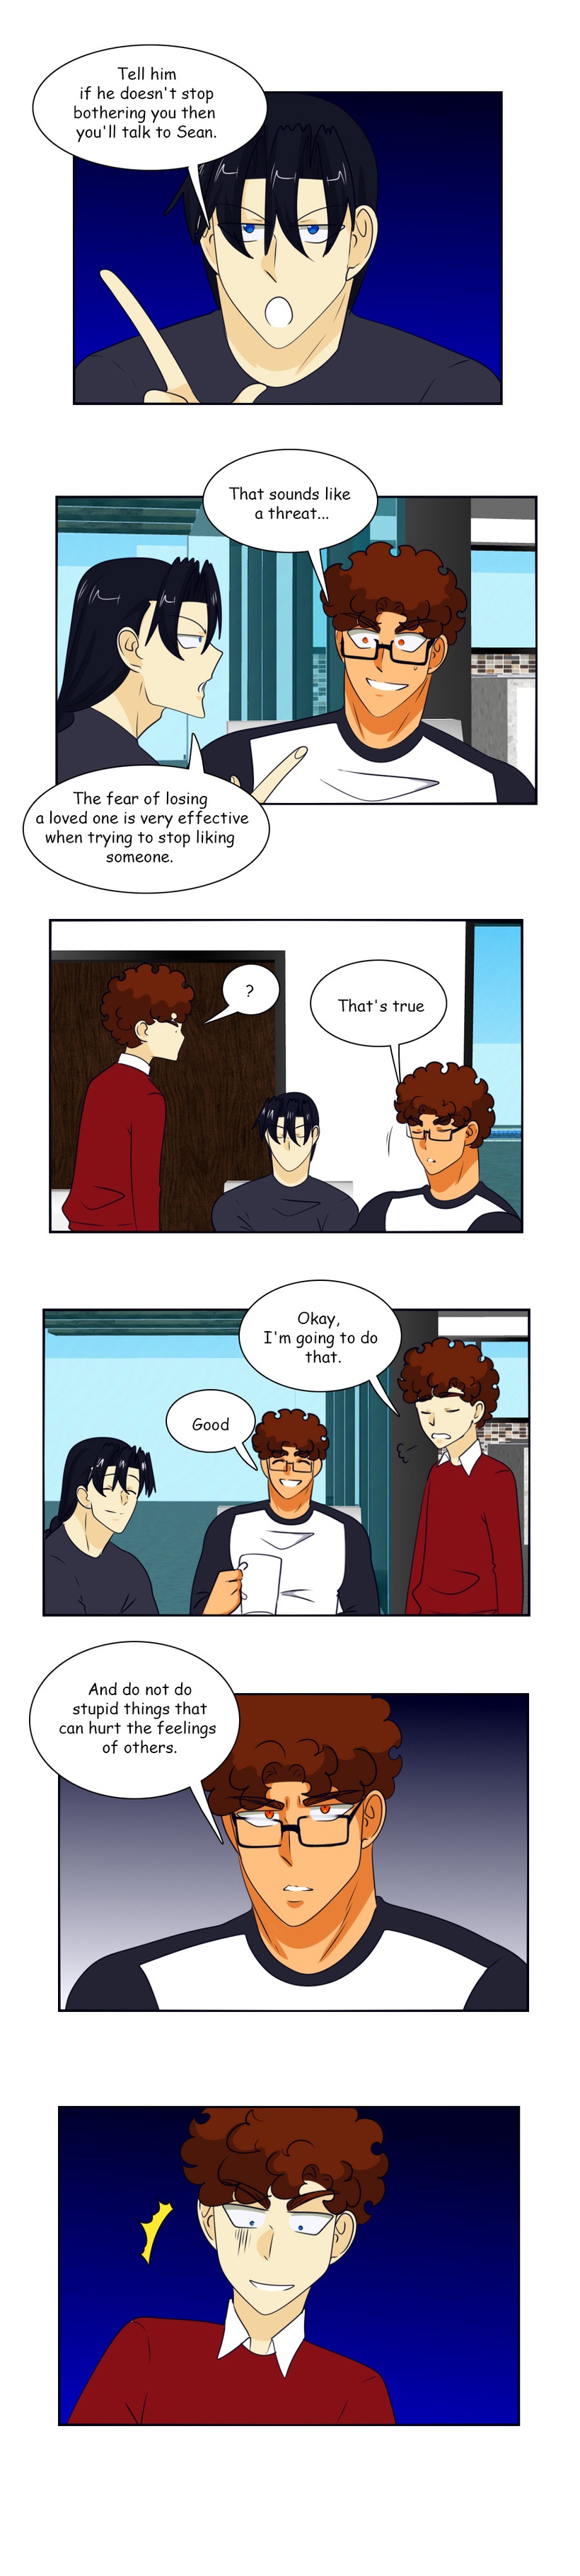 Tell him
if he doesn't stop
bothering you then
you'll talk to Sean.
That sounds like
a threat...
The fear of losing
a loved one is very effective
when trying to stop liking
someone.
?
That's true
Okay,
I'm going to do
that.
Good
And do not do
stupid things that
can hurt the feelings
of others.